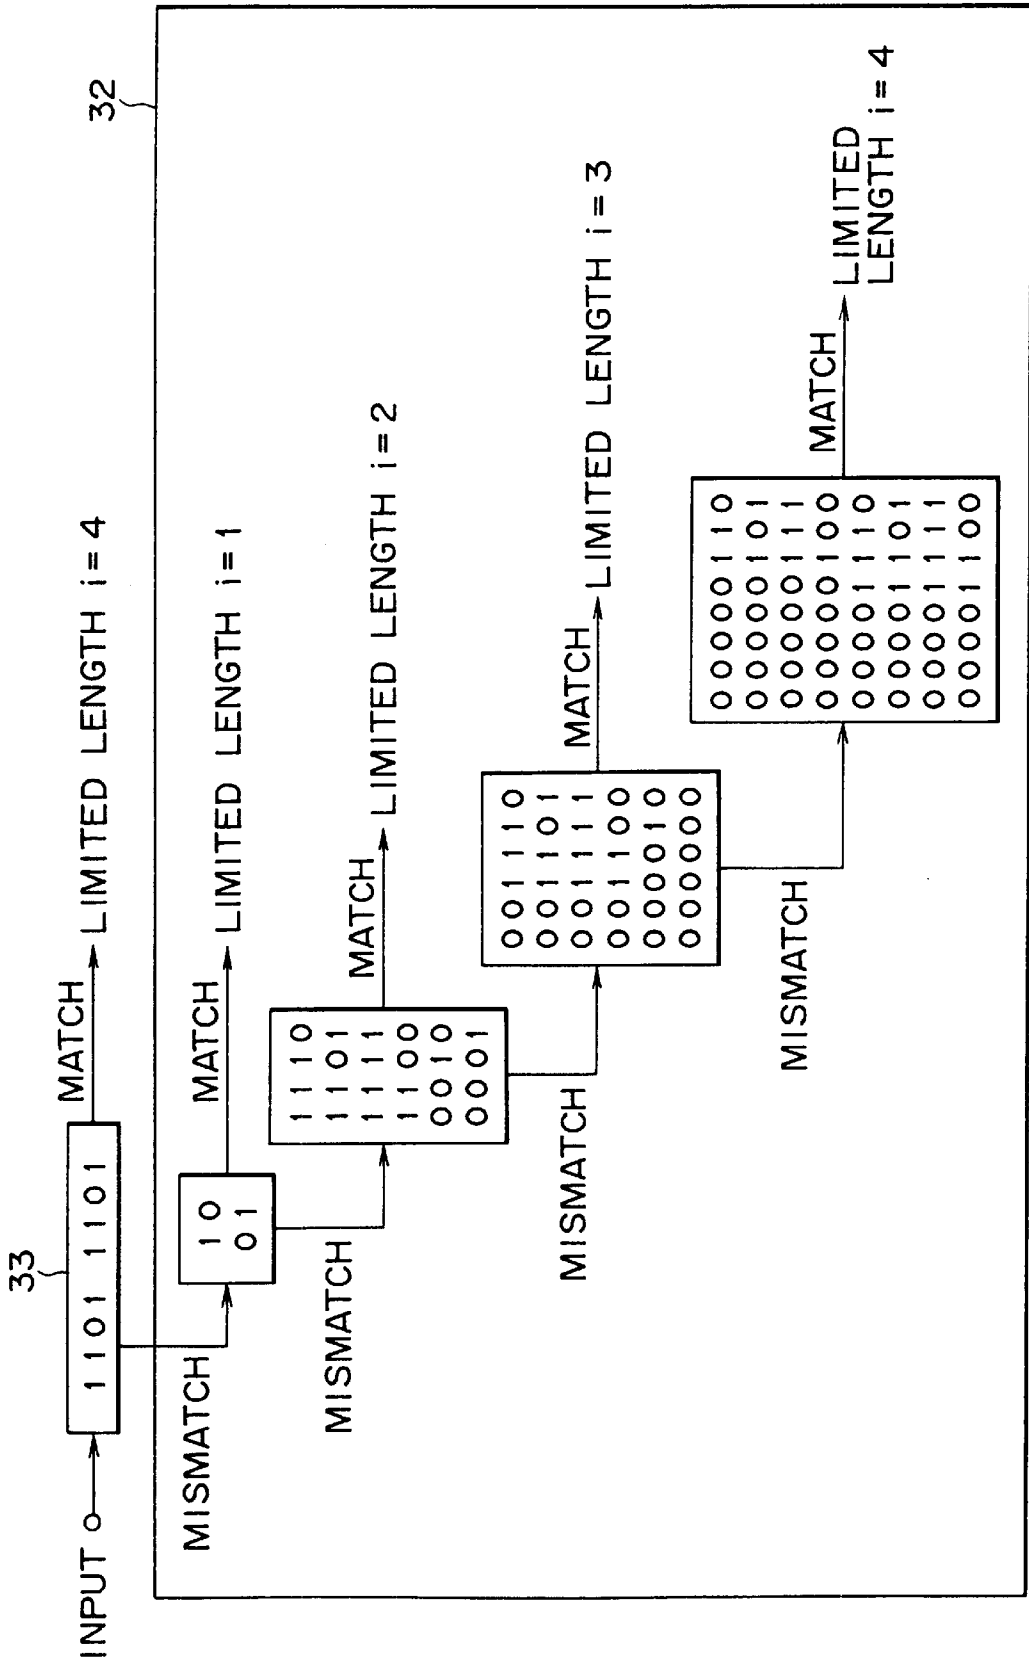 33
INPUT
1101 1101
MATCH
LIMITED LENGTH i = 4
32
MISMATCH
10
01
MATCH
LIMITED LENGTH i = 1
MISMATCH
1110
1101
1111
1100
0010
0001
MATCH
LIMITED LENGTH i = 2
MISMATCH
001110
001101
001111
001100
000010
000000
MATCH
LIMITED LENGTH i = 3
MISMATCH
00000110
00000101
00000111
00000100
00001110
00001101
00001111
00001100
MATCH
LIMITED
LENGTH i = 4